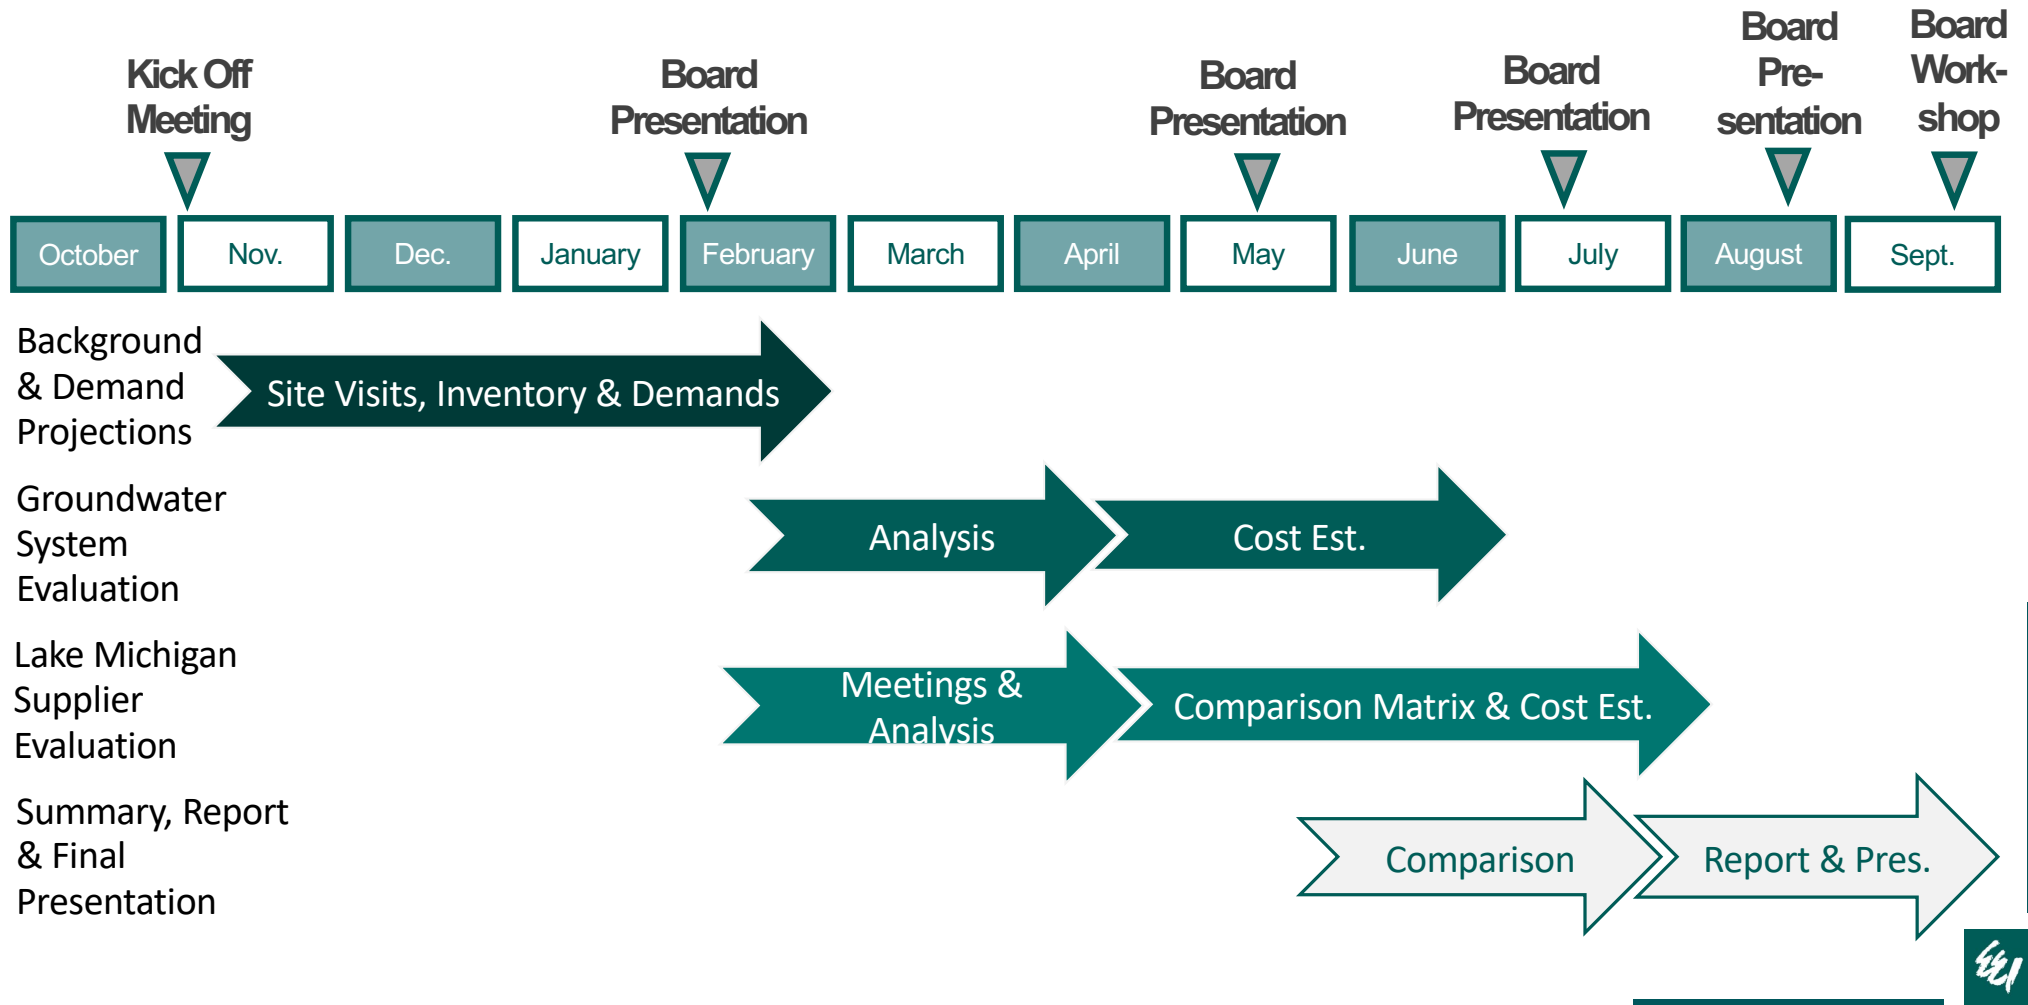 Kick Off
Meeting
Board
Presentation
Board
Presentation
Board
Presentation
Board
Pre-
sentation
Board
Work-
shop
October
Nov.
Dec.
January
February
March
April
May
June
July
August
Sept.
Background
& Demand
Projections
Site Visits, Inventory & Demands
Groundwater
System
Evaluation
Analysis
Cost Est.
Lake Michigan
Supplier
Evaluation
Meetings &
Analysis
Comparison Matrix & Cost Est.
Summary, Report
& Final
Presentation
Comparison
Report & Pres.